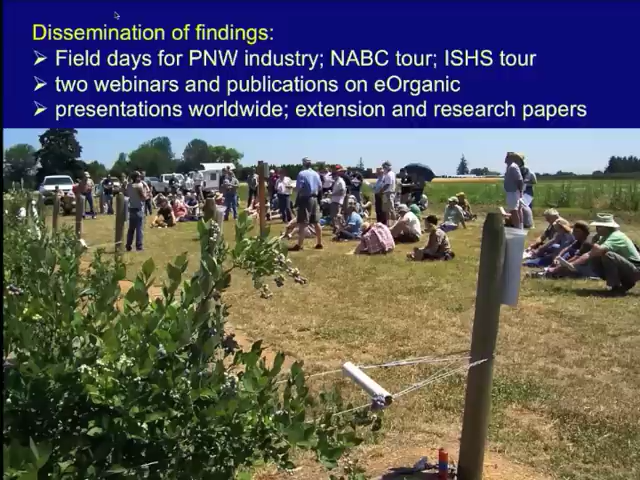 Dissemination of findings:
➢ Field days for PNW industry; NABC tour; ISHS tour
➢ two webinars and publications on eOrganic
➢ presentations worldwide; extension and research papers